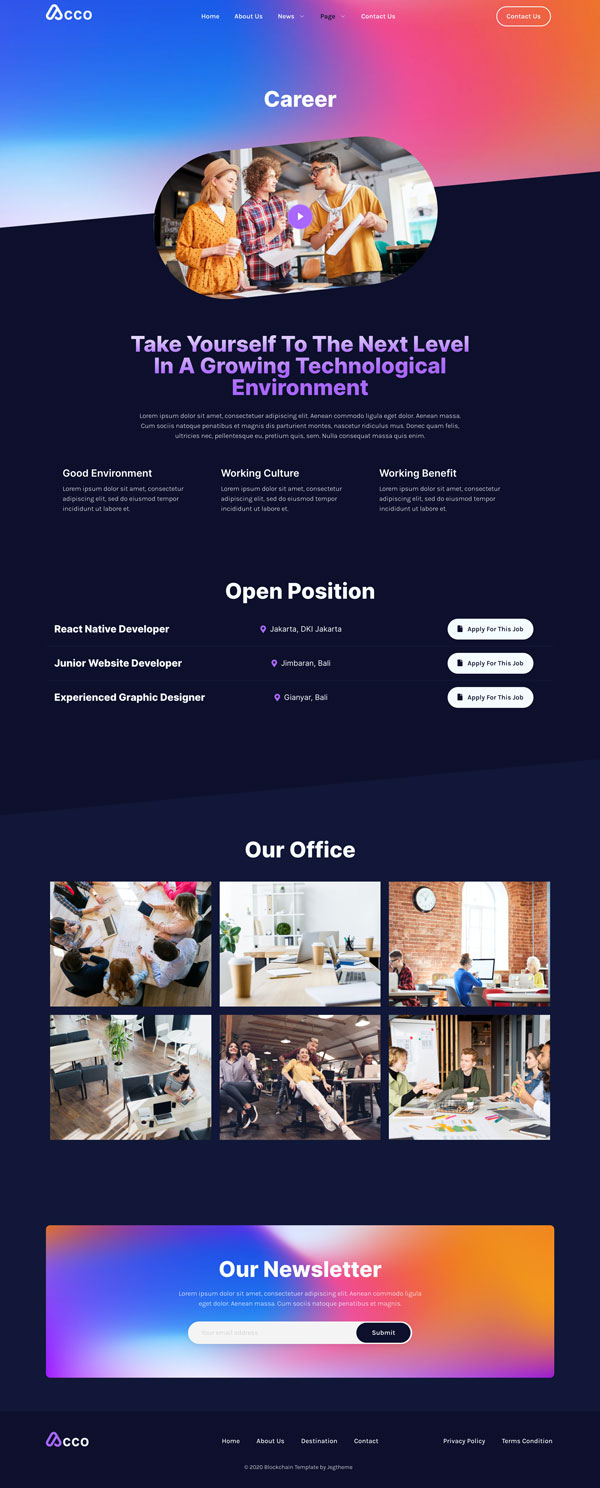 Acco
Home About Us News Page Contact Us
Contact Us
Career
Take Yourself To The Next Level
In A Growing Technological
Environment
Lorem ipsum dolor sit amet, consectetuer adipiscing elit. Aenean commodo ligula eget dolor. Aenean massa.
Cum sociis natoque penatibus et magnis dis parturient montes, nascetur ridiculus mus. Donec quam felis,
ultricies nec, pellentesque eu, pretium quis, sem. Nulla consequat massa quis enim.
Good Environment
Lorem ipsum dolor sit amet, consectetur
adipiscing elit, sed do eiusmod tempor
incididunt ut labore et.
Working Culture
Lorem ipsum dolor sit amet, consectetur
adipiscing elit, sed do eiusmod tempor
incididunt ut labore et.
Working Benefit
Lorem ipsum dolor sit amet, consectetur
adipiscing elit, sed do eiusmod tempor
incididunt ut labore et.
Open Position
React Native Developer Jakarta, DKI Jakarta Apply For This Job
Junior Website Developer Jimbaran, Bali Apply For This Job
Experienced Graphic Designer Gianyar, Bali Apply For This Job
Our Office
Our Newsletter
Lorem ipsum dolor sit amet, consectetuer adipiscing elit. Aenean commodo ligula
eget dolor. Aenean massa. Cum sociis natoque penatibus et magnis.
Your email address
Submit
Acco
Home About Us Destination Contact
Privacy Policy Terms Condition
© 2020 Blockchain Template by Jegtheme